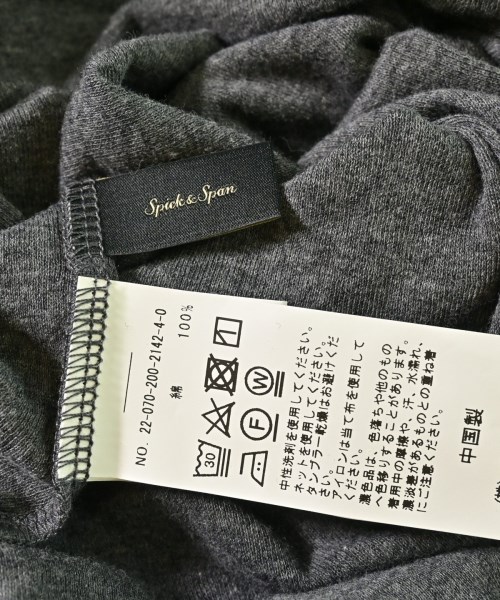 Spick & Span
NO. 22-070-200-2142-4-0
綿 100%
30
F
W
中性洗剤を使用してください。
ネットを使用してください。
タンブラー乾燥はお避けくだ
さい。
アイロンは当て布を使用して
ください。
濃色品は、色落ちや他のもの
へ色移りすることがあります。
着用中の摩擦や、汗、水濡れ、
濃淡差があるものとの重ね着
にご注意ください。
中国製